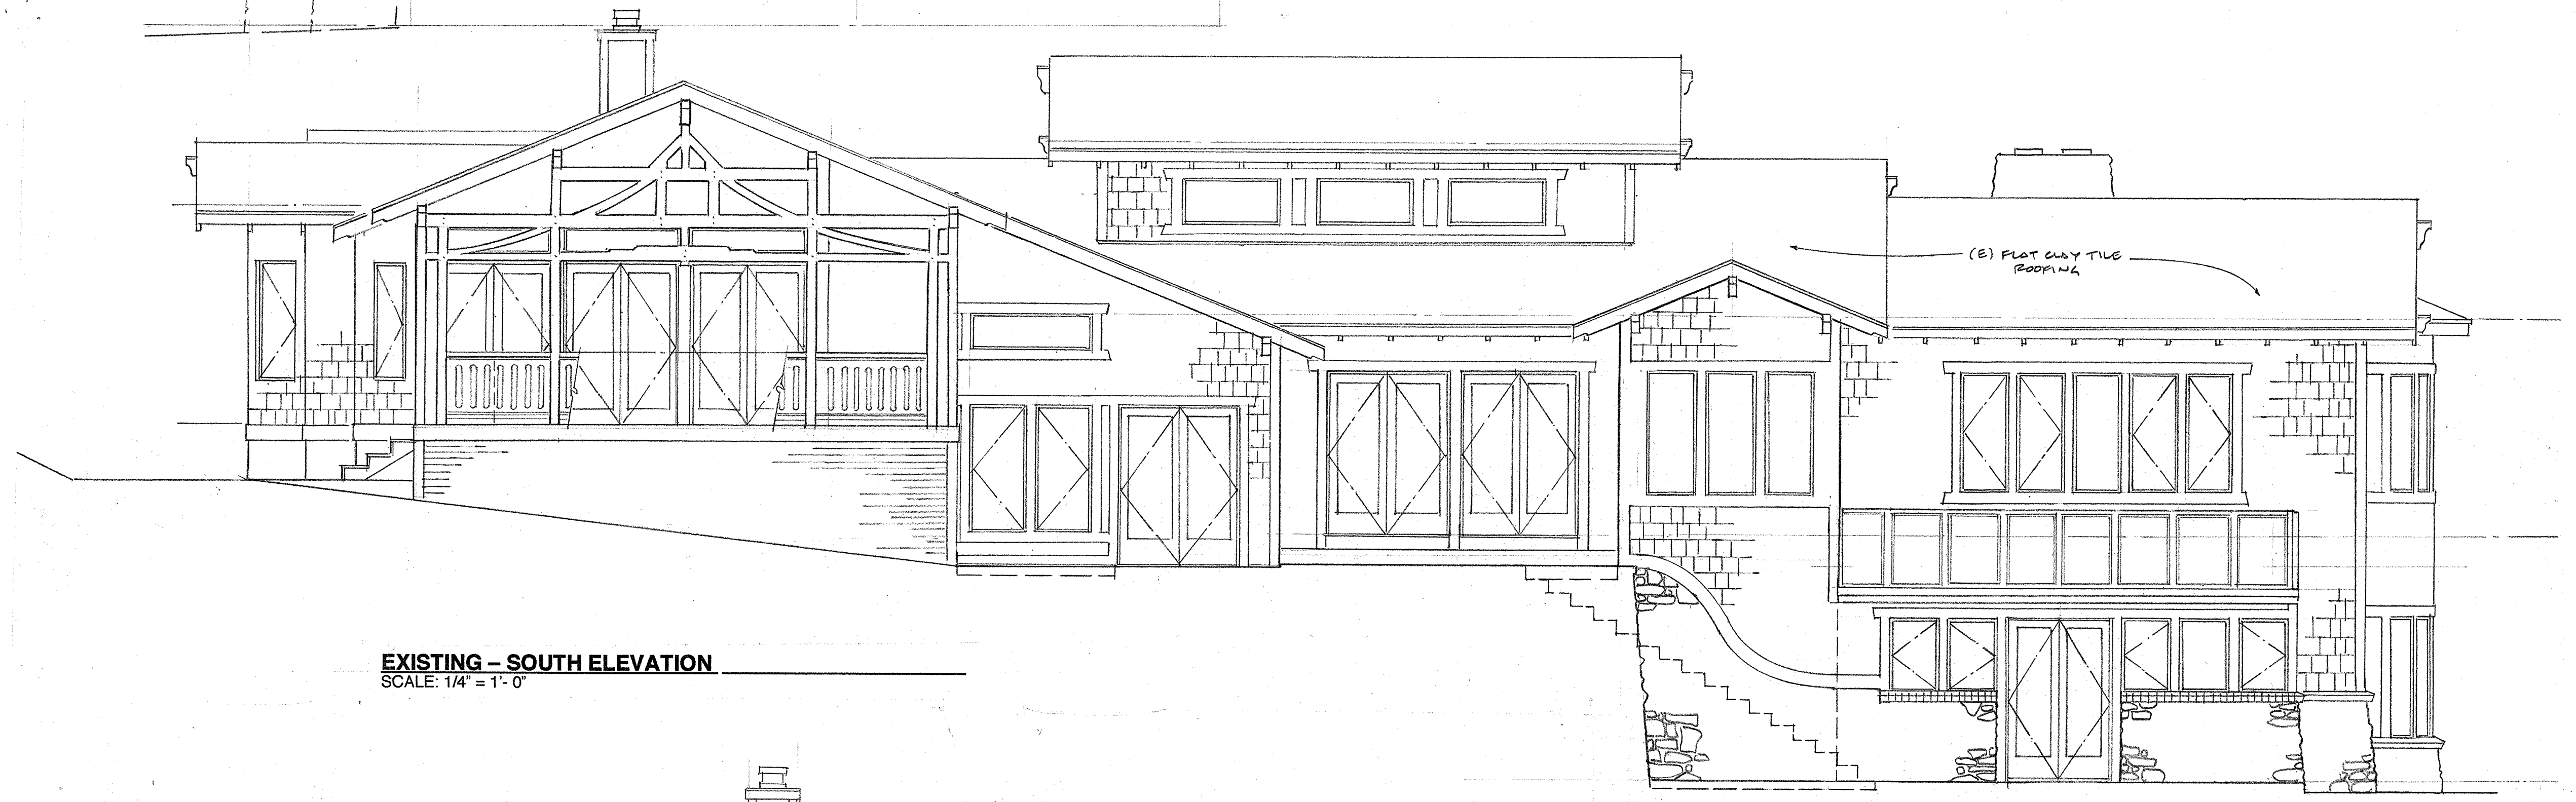 (E) FLAT CLAY TILE
ROOFING
EXISTING – SOUTH ELEVATION
SCALE: 1/4" = 1'- 0"